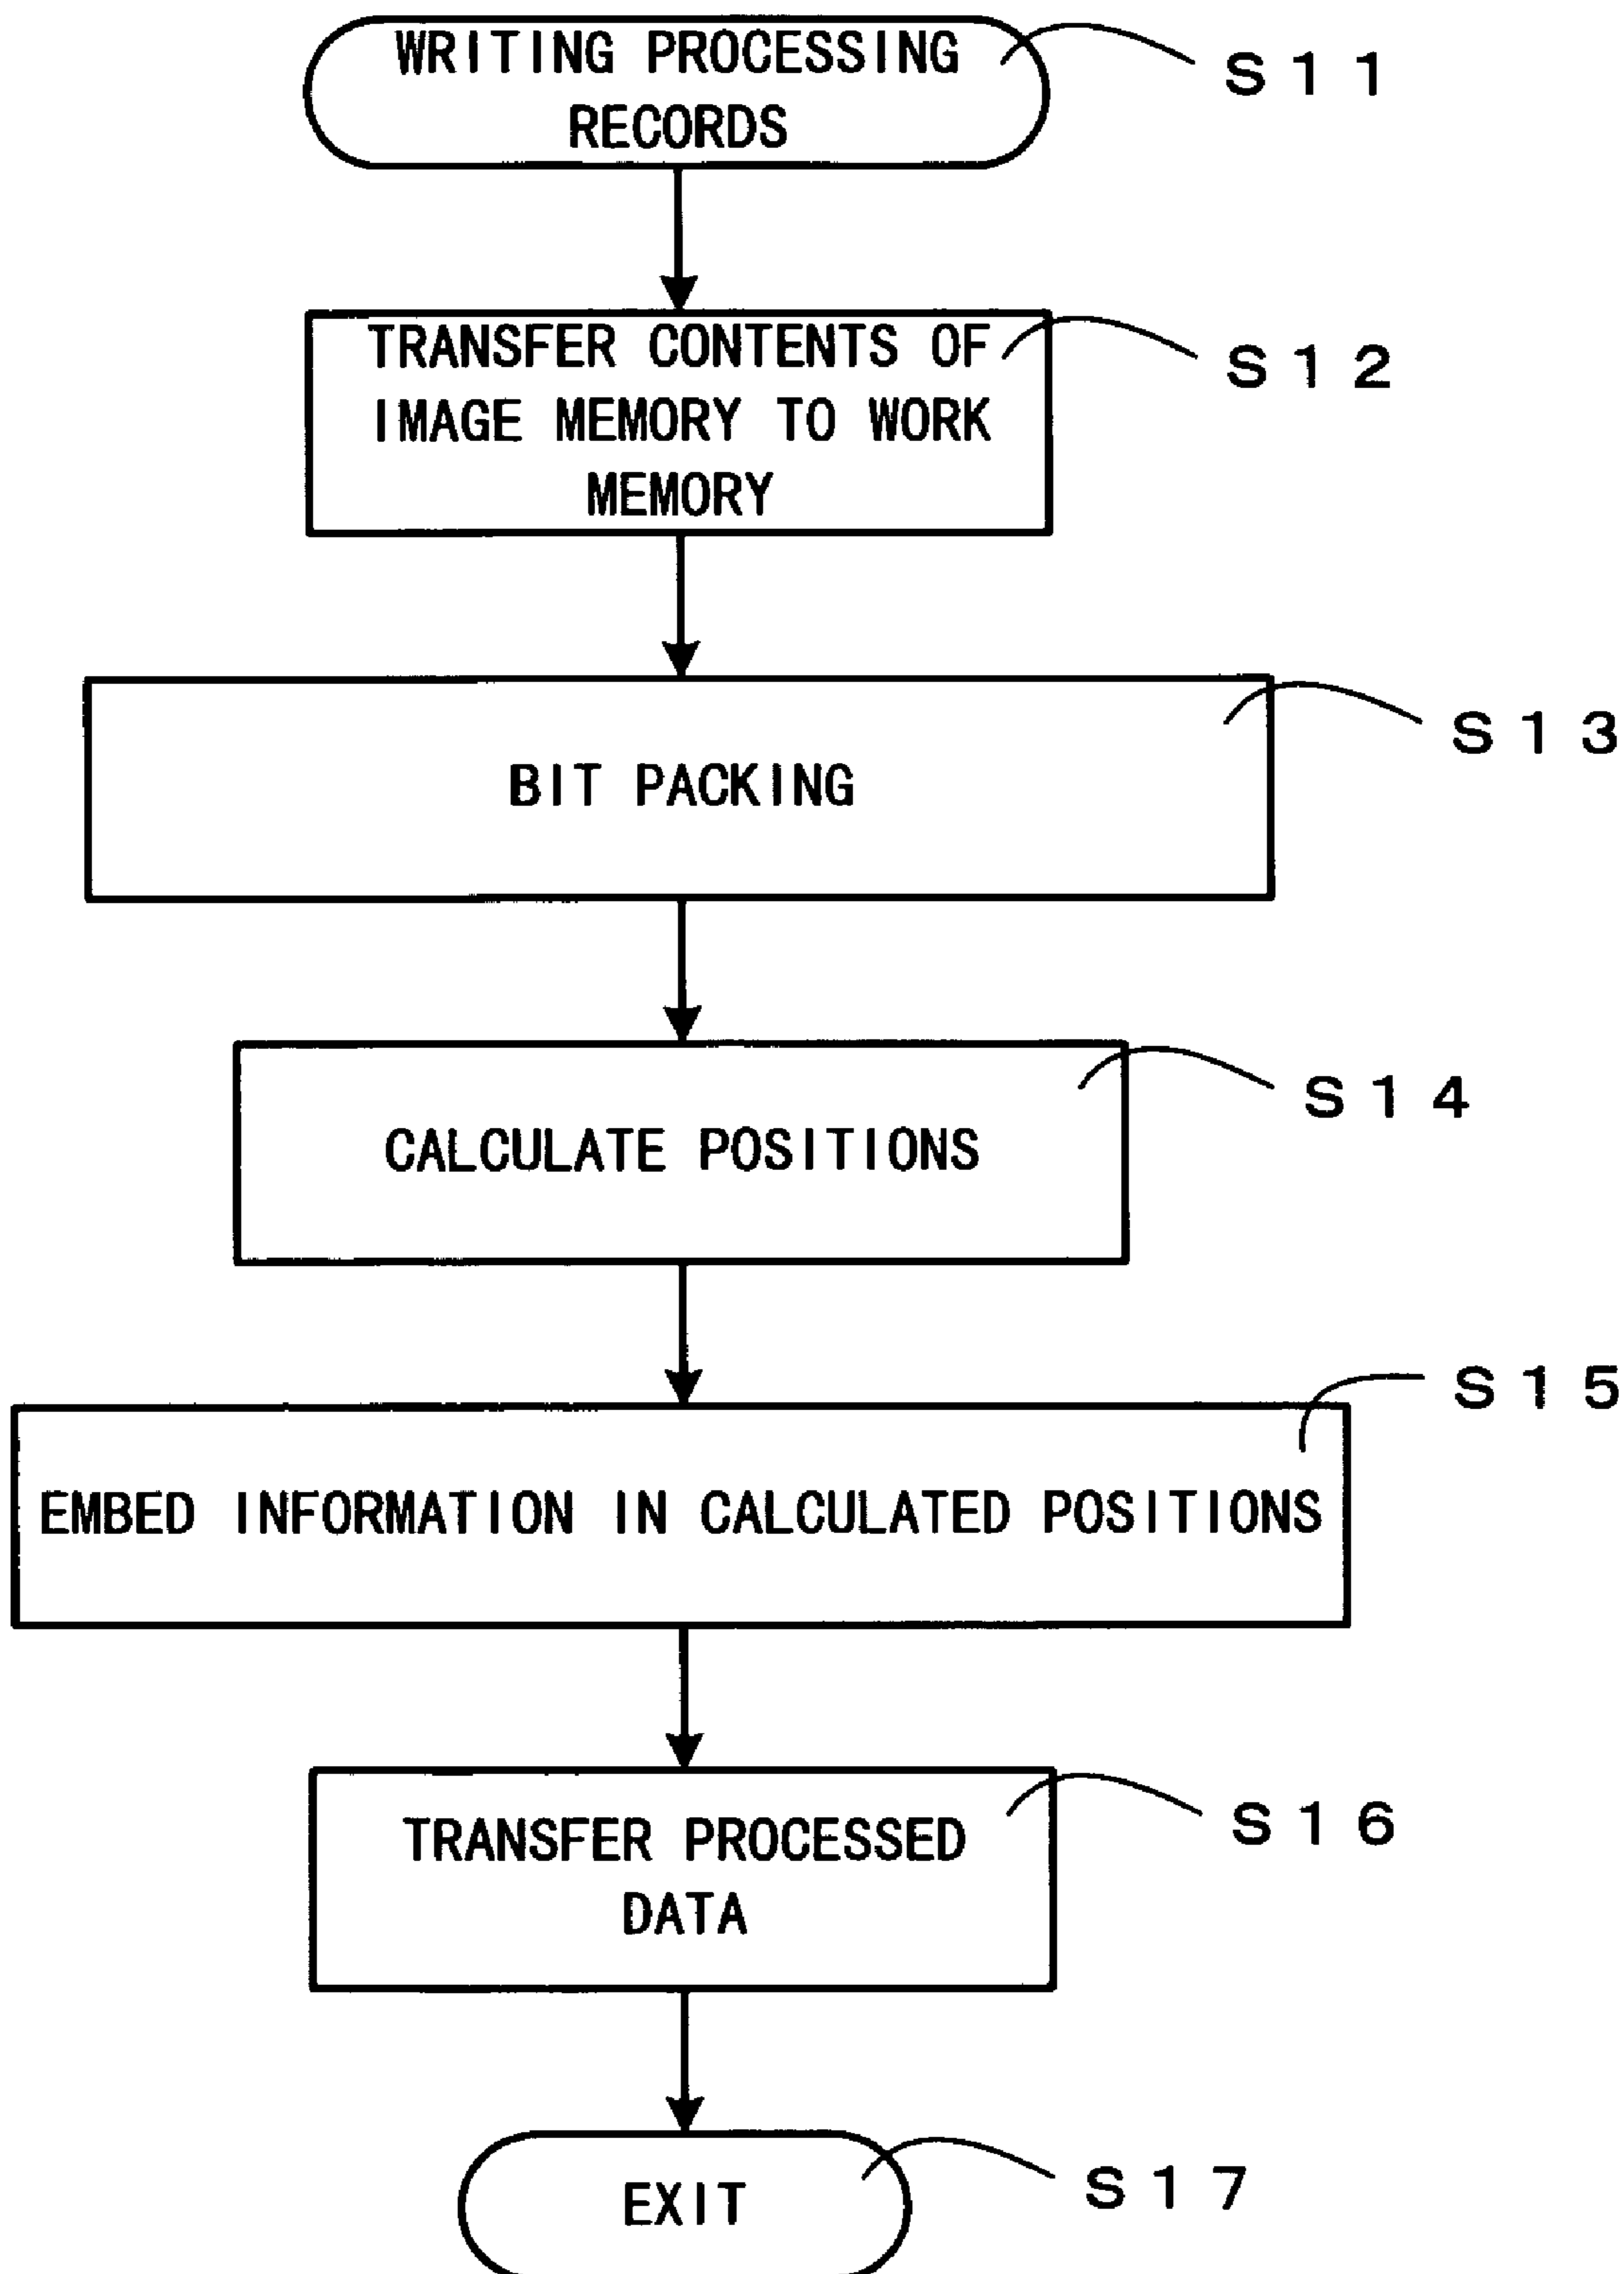 WRITING PROCESSING
RECORDS
S11
TRANSFER CONTENTS OF
IMAGE MEMORY TO WORK
MEMORY
S12
BIT PACKING
S13
CALCULATE POSITIONS
S14
EMBED INFORMATION IN CALCULATED POSITIONS
S15
TRANSFER PROCESSED
DATA
S16
EXIT
S17